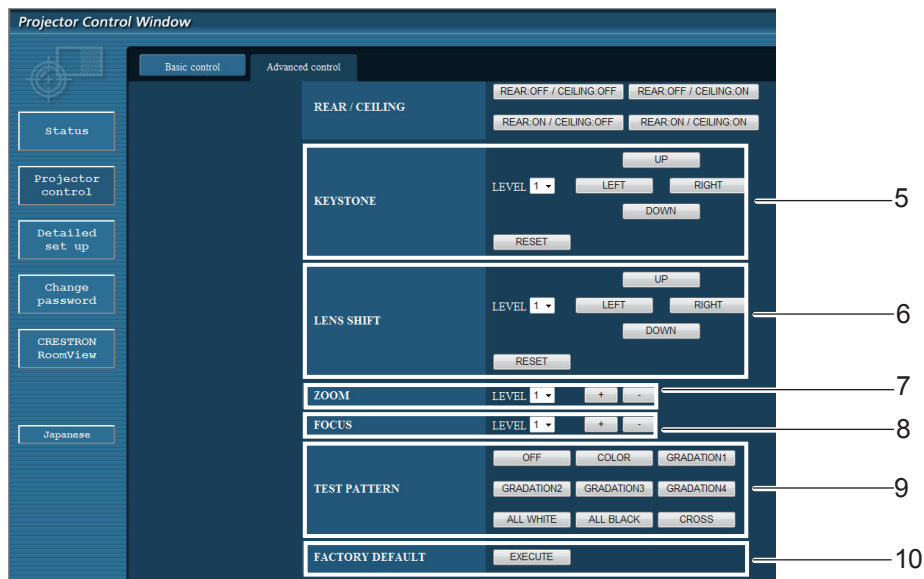 Projector Control Window
Basic control
Advanced control
Status
Projector
control
Detailed
set up
Change
password
CRESTRON
RoomView
Japanese
REAR / CEILING
REAR:OFF / CEILING:OFF
REAR:OFF / CEILING:ON
REAR:ON / CEILING:OFF
REAR:ON / CEILING:ON
KEYSTONE
LEVEL 1
UP
LEFT
RIGHT
DOWN
RESET
5
LENS SHIFT
LEVEL 1
UP
LEFT
RIGHT
DOWN
RESET
6
ZOOM
LEVEL 1
+
-
7
FOCUS
LEVEL 1
+
-
8
TEST PATTERN
OFF
COLOR
GRADATION1
GRADATION2
GRADATION3
GRADATION4
ALL WHITE
ALL BLACK
CROSS
9
FACTORY DEFAULT
EXECUTE
10